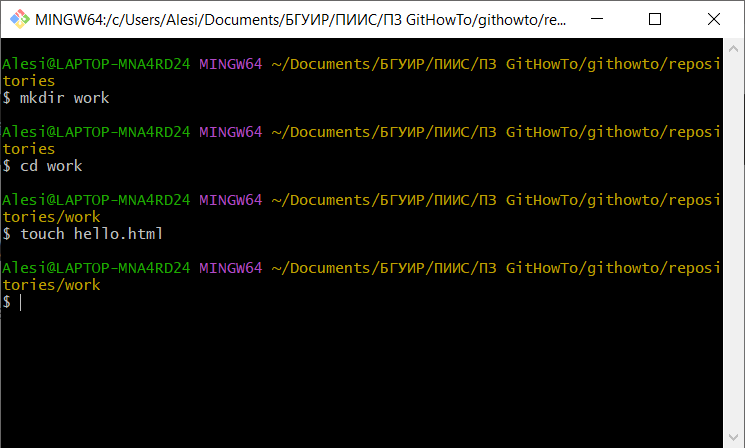 MINGW64:/c/Users/Alesi/Documents/БГУИР/ПИИС/ПЗ GitHowTo/githowto/re...
Alesi@LAPTOP-MNA4RD24 MINGW64 ~/Documents/БГУИР/ПИИС/ПЗ GitHowTo/githowto/reposi
tories
$ mkdir work
Alesi@LAPTOP-MNA4RD24 MINGW64 ~/Documents/БГУИР/ПИИС/ПЗ GitHowTo/githowto/reposi
tories
$ cd work
Alesi@LAPTOP-MNA4RD24 MINGW64 ~/Documents/БГУИР/ПИИС/ПЗ GitHowTo/githowto/reposi
tories/work
$ touch hello.html
Alesi@LAPTOP-MNA4RD24 MINGW64 ~/Documents/БГУИР/ПИИС/ПЗ GitHowTo/githowto/reposi
tories/work
$